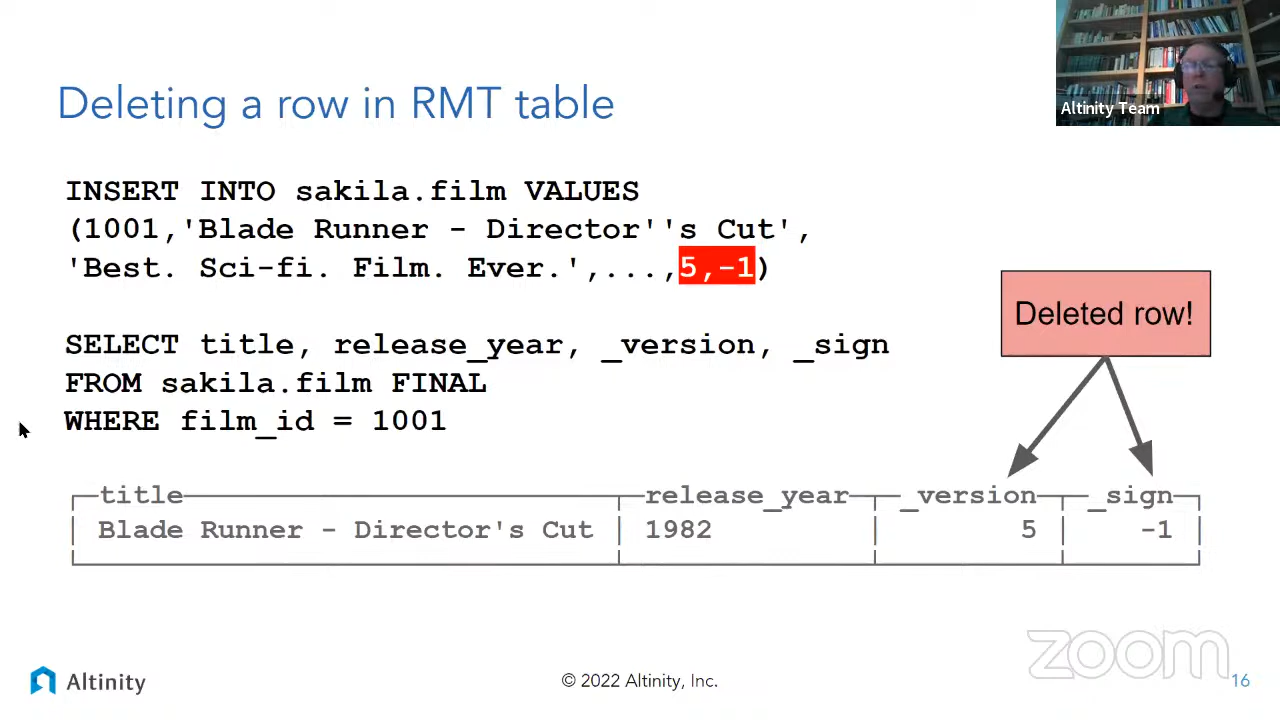 Altinity Team
Deleting a row in RMT table
INSERT INTO sakila.film VALUES
(1001,'Blade Runner - Director''s Cut',
'Best. Sci-fi. Film. Ever.',...,5,-1)
Deleted row!
SELECT title, release_year, _version, _sign
FROM sakila.film FINAL
WHERE film_id = 1001
title release_year _version _sign
Blade Runner - Director's Cut 1982 5 -1
zoom
Altinity © 2022 Altinity, Inc. 16